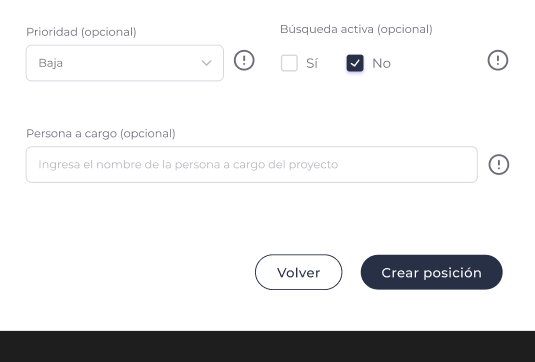 Prioridad (opcional)
Búsqueda activa (opcional)
Baja
Sí
No
Persona a cargo (opcional)
Ingresa el nombre de la persona a cargo del proyecto
Volver
Crear posición